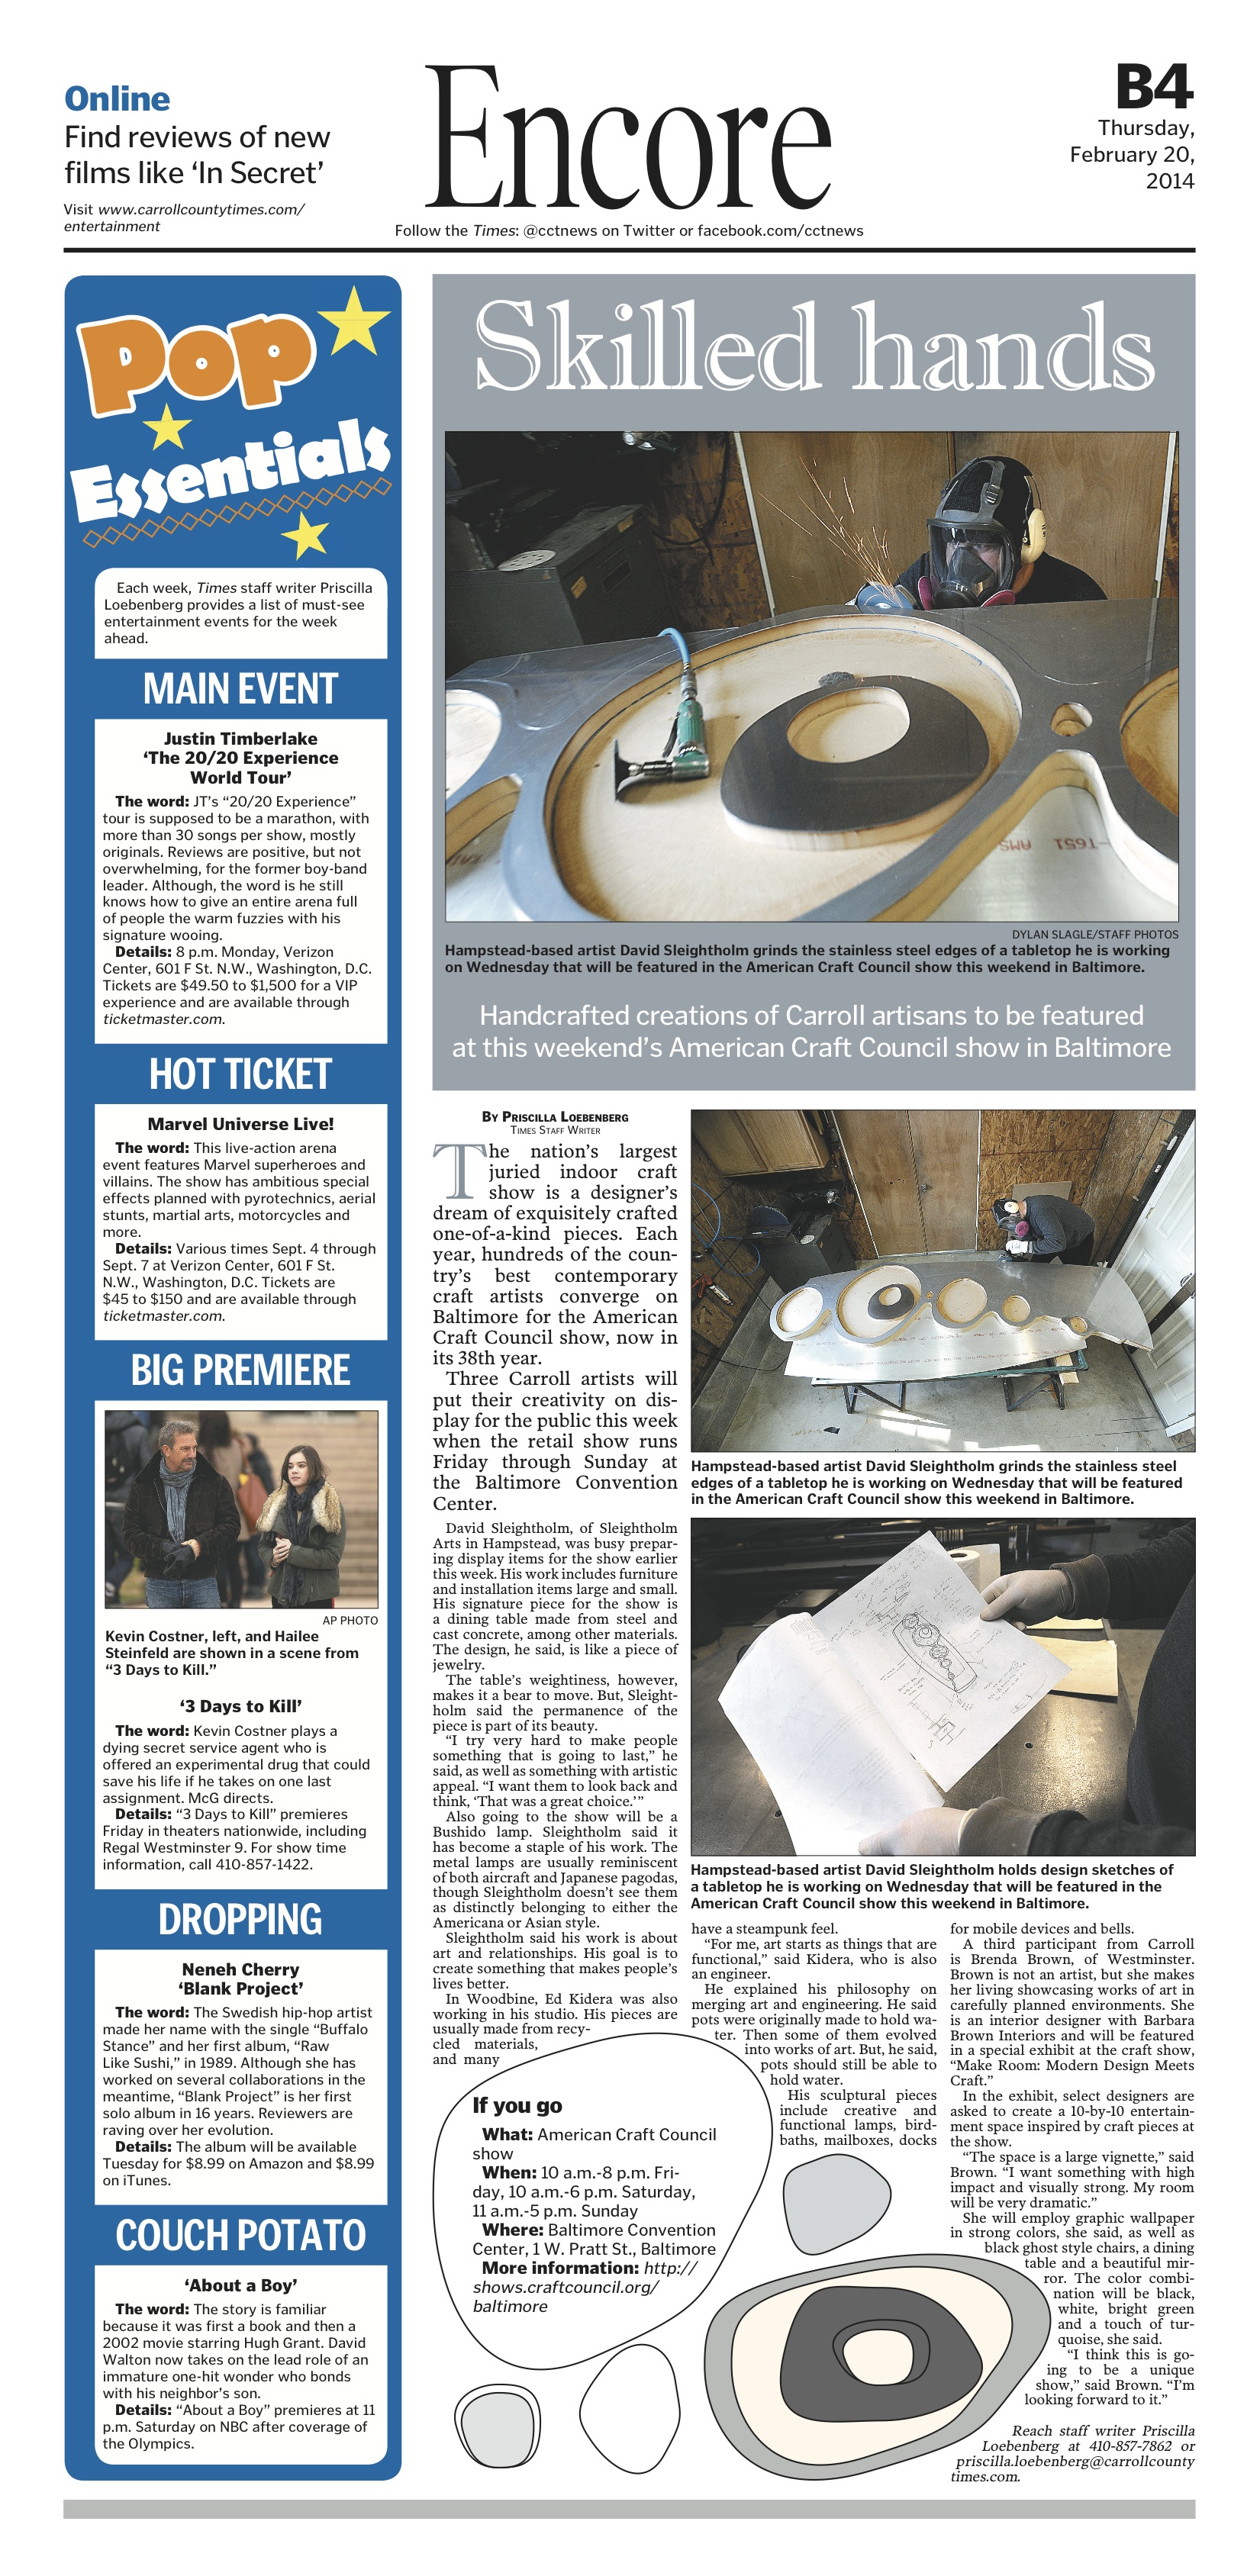 Online
Find reviews of new
films like ‘In Secret’
Visit www.carrollcountytimes.com/
entertainment
Encore
Follow the Times: @cctnews on Twitter or facebook.com/cctnews
B4
Thursday,
February 20,
2014
Pop
Essentials
Each week, Times staff writer Priscilla
Loebenberg provides a list of must-see
entertainment events for the week
ahead.
MAIN EVENT
Justin Timberlake
‘The 20/20 Experience
World Tour’
The word: JT’s “20/20 Experience”
tour is supposed to be a marathon, with
more than 30 songs per show, mostly
originals. Reviews are positive, but not
overwhelming, for the former boy-band
leader. Although, the word is he still
knows how to give an entire arena full
of people the warm fuzzies with his
signature wooing.
Details: 8 p.m. Monday, Verizon
Center, 601 F St. N.W., Washington, D.C.
Tickets are $49.50 to $1,500 for a VIP
experience and are available through
ticketmaster.com.
HOT TICKET
Marvel Universe Live!
The word: This live-action arena
event features Marvel superheroes and
villains. The show has ambitious special
effects planned with pyrotechnics, aerial
stunts, martial arts, motorcycles and
more.
Details: Various times Sept. 4 through
Sept. 7 at Verizon Center, 601 F St.
N.W., Washington, D.C. Tickets are
$45 to $150 and are available through
ticketmaster.com.
BIG PREMIERE
AP PHOTO
Kevin Costner, left, and Hailee
Steinfeld are shown in a scene from
“3 Days to Kill.”
‘3 Days to Kill’
The word: Kevin Costner plays a
dying secret service agent who is
offered an experimental drug that could
save his life if he takes on one last
assignment. McG directs.
Details: “3 Days to Kill” premieres
Friday in theaters nationwide, including
Regal Westminster 9. For show time
information, call 410-857-1422.
DROPPING
Neneh Cherry
‘Blank Project’
The word: The Swedish hip-hop artist
made her name with the single “Buffalo
Stance” and her first album, “Raw
Like Sushi,” in 1989. Although she has
worked on several collaborations in the
meantime, “Blank Project” is her first
solo album in 16 years. Reviewers are
raving over her evolution.
Details: The album will be available
Tuesday for $8.99 on Amazon and $8.99
on iTunes.
COUCH POTATO
‘About a Boy’
The word: The story is familiar
because it was first a book and then a
2002 movie starring Hugh Grant. David
Walton now takes on the lead role of an
immature one-hit wonder who bonds
with his neighbor’s son.
Details: “About a Boy” premieres at 11
p.m. Saturday on NBC after coverage of
the Olympics.
Skilled hands
T651
DYLAN SLAGLE/STAFF PHOTOS
Hampstead-based artist David Sleightholm grinds the stainless steel edges of a tabletop he is working
on Wednesday that will be featured in the American Craft Council show this weekend in Baltimore.
Handcrafted creations of Carroll artisans to be featured
at this weekend’s American Craft Council show in Baltimore
By Priscilla Loebenberg
Times Staff Writer
The nation’s largest
juried indoor craft
show is a designer’s
dream of exquisitely crafted
one-of-a-kind pieces. Each
year, hundreds of the coun-
try’s best contemporary
craft artists converge on
Baltimore for the American
Craft Council show, now in
its 38th year.
Three Carroll artists will
put their creativity on dis-
play for the public this week
when the retail show runs
Friday through Sunday at
the Baltimore Convention
Center.
David Sleightholm, of Sleightholm
Arts in Hampstead, was busy prepar-
ing display items for the show earlier
this week. His work includes furniture
and installation items large and small.
His signature piece for the show is
a dining table made from steel and
cast concrete, among other materials.
The design, he said, is like a piece of
jewelry.
The table’s weightiness, however,
makes it a bear to move. But, Sleight-
holm said the permanence of the
piece is part of its beauty.
“I try very hard to make people
something that is going to last,” he
said, as well as something with artistic
appeal. “I want them to look back and
think, ‘That was a great choice.’”
Also going to the show will be a
Bushido lamp. Sleightholm said it
has become a staple of his work. The
metal lamps are usually reminiscent
of both aircraft and Japanese pagodas,
though Sleightholm doesn’t see them
as distinctly belonging to either the
Americana or Asian style.
Sleightholm said his work is about
art and relationships. His goal is to
create something that makes people’s
lives better.
In Woodbine, Ed Kidera was also
working in his studio. His pieces are
usually made from recy-
cled materials,
and many
Hampstead-based artist David Sleightholm grinds the stainless steel
edges of a tabletop he is working on Wednesday that will be featured
in the American Craft Council show this weekend in Baltimore.
Hampstead-based artist David Sleightholm holds design sketches of
a tabletop he is working on Wednesday that will be featured in the
American Craft Council show this weekend in Baltimore.
have a steampunk feel.
“For me, art starts as things that are
functional,” said Kidera, who is also
an engineer.
He explained his philosophy on
merging art and engineering. He said
pots were originally made to hold wa-
ter. Then some of them evolved
into works of art. But, he said,
pots should still be able to
hold water.
His sculptural pieces
include creative and
functional lamps, bird-
baths, mailboxes, docks
for mobile devices and bells.
A third participant from Carroll
is Brenda Brown, of Westminster.
Brown is not an artist, but she makes
her living showcasing works of art in
carefully planned environments. She
is an interior designer with Barbara
Brown Interiors and will be featured
in a special exhibit at the craft show,
“Make Room: Modern Design Meets
Craft.”
In the exhibit, select designers are
asked to create a 10-by-10 entertain-
ment space inspired by craft pieces at
the show.
“The space is a large vignette,” said
Brown. “I want something with high
impact and visually strong. My room
will be very dramatic.”
She will employ graphic wallpaper
in strong colors, she said, as well as
black ghost style chairs, a dining
table and a beautiful mir-
ror. The color combi-
nation will be black,
white, bright green
and a touch of tur-
quoise, she said.
“I think this is go-
ing to be a unique
show,” said Brown. “I’m
looking forward to it.”
Reach staff writer Priscilla
Loebenberg at 410-857-7862 or
priscilla.loebenberg@carrollcounty
times.com.
If you go
What: American Craft Council
show
When: 10 a.m.-8 p.m. Fri-
day, 10 a.m.-6 p.m. Saturday,
11 a.m.-5 p.m. Sunday
Where: Baltimore Convention
Center, 1 W. Pratt St., Baltimore
More information: http://
shows.craftcouncil.org/
baltimore